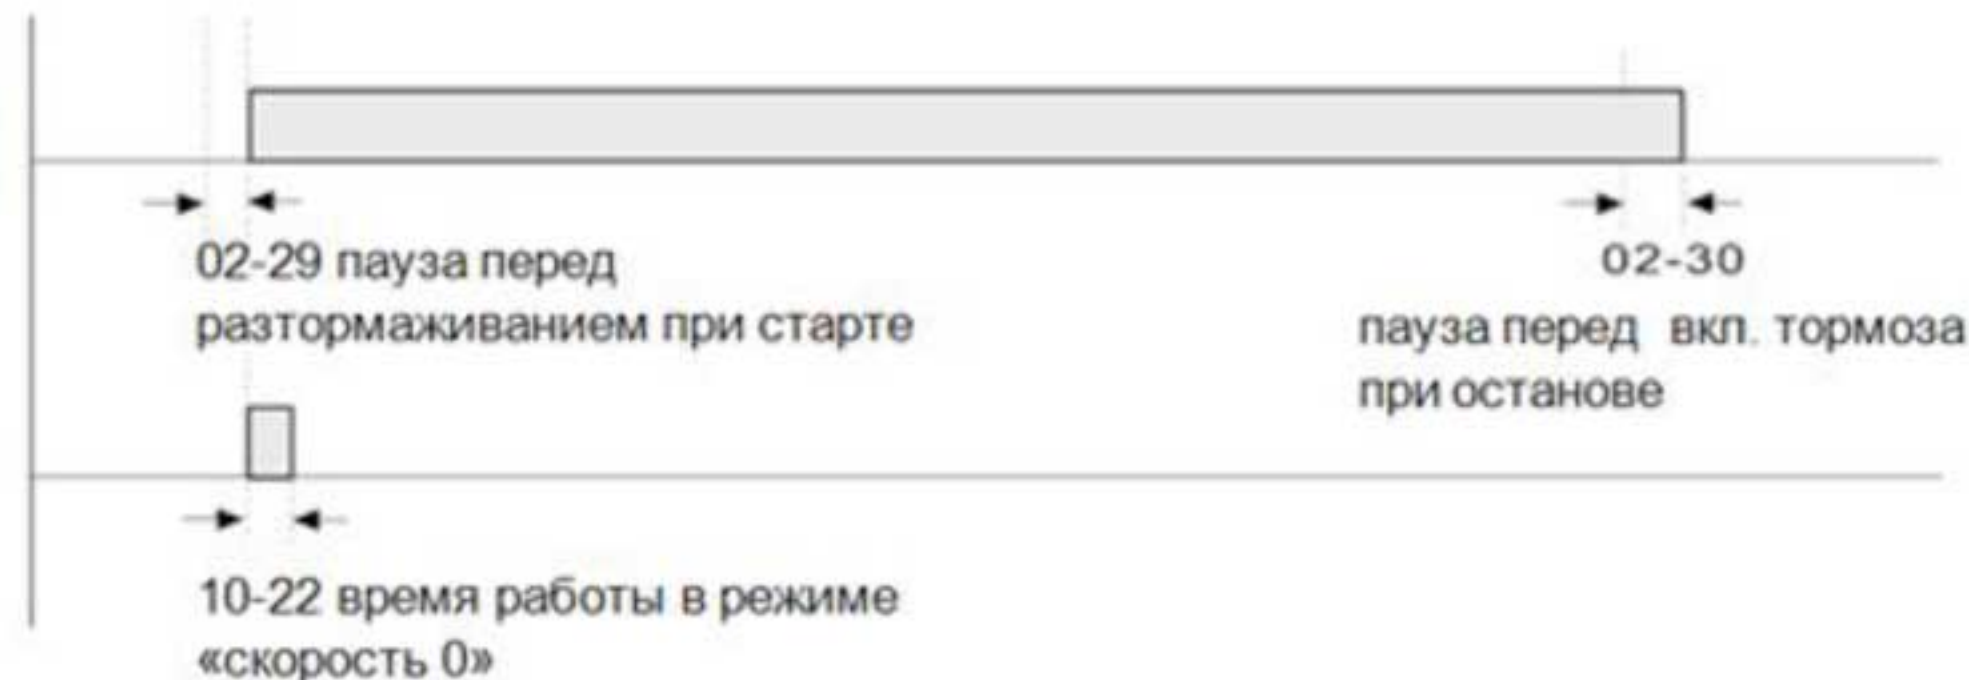 02-29 пауза перед
разтормаживанием при старте
02-30
пауза перед вкл. тормоза
при останове
10-22 время работы в режиме
«скорость 0»